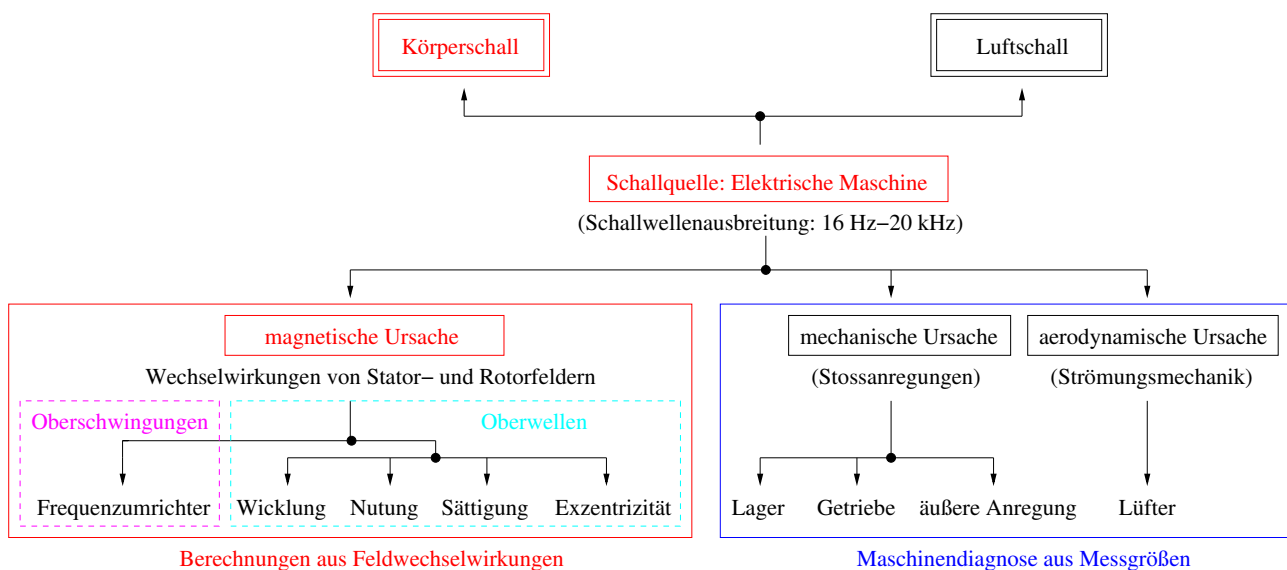 Körperschall
Luftschall
Schallquelle: Elektrische Maschine
(Schallwellenausbreitung: 16 Hz−20 kHz)
magnetische Ursache
mechanische Ursache
aerodynamische Ursache
Wechselwirkungen von Stator− und Rotorfeldern
(Stossanregungen)
(Strömungsmechanik)
Oberschwingungen
Oberwellen
Frequenzumrichter
Wicklung
Nutung
Sättigung
Exzentrizität
Lager
Getriebe
äußere Anregung
Lüfter
Berechnungen aus Feldwechselwirkungen
Maschinendiagnose aus Messgrößen